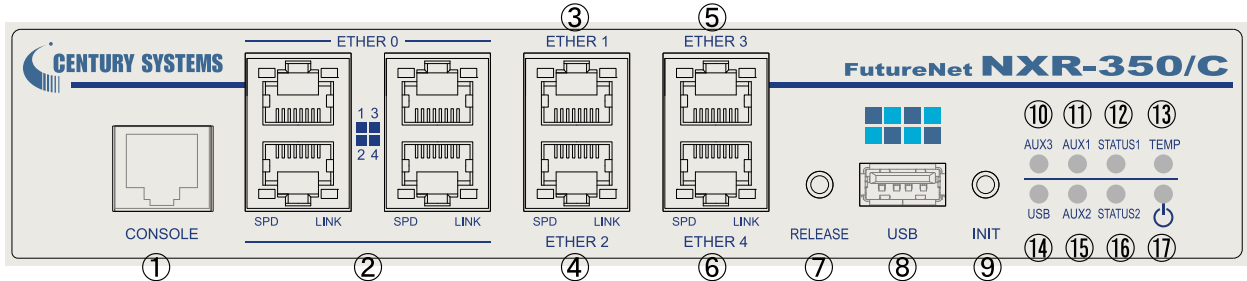 ③ ⑤
ETHER 0 ETHER 1 ETHER 3
CENTURY SYSTEMS
FutureNet NXR-350/C
1 3
2 4
⑩ ⑪ ⑫ ⑬
AUX3 AUX1 STATUS1 TEMP
USB AUX2 STATUS2
SPD LINK SPD LINK SPD LINK SPD LINK
CONSOLE ETHER 2 ETHER 4 RELEASE USB INIT
① ② ④ ⑥ ⑦ ⑧ ⑨ ⑭ ⑮ ⑯ ⑰